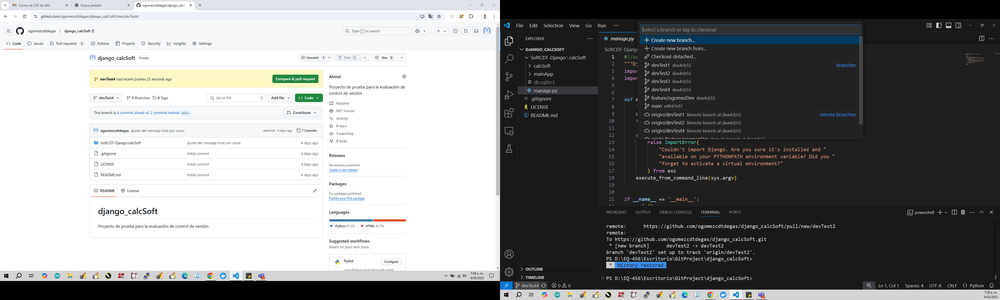 Correo de CDT de GAS
Nueva pestaña
ogomezcdtdegas/django_calcS
github.com/ogomezcdtdegas/django_calcSoft/tree/devTest4
ogomezcdtdegas / django_calcSoft
Type / to search
Code
Issues
Pull requests 3
Actions
Projects
Security
Insights
Settings
django_calcSoft Private
Unwatch 1
Fork 0
Star 0
devTest4 had recent pushes 23 seconds ago
Compare & pull request
devTest4
5 Branches
0 Tags
Go to file t
Add file
Code
This branch is 4 commits ahead of, 2 commits behind main .
Contribute
ogomezcdtdegas ajuste del mensaje hola por oscar
dea4cb5 · 4 days ago
7 Commits
SoftCDT-Django/calcSoft ajuste del mensaje hola por oscar 4 days ago
.gitignore Initial commit 4 days ago
LICENSE Initial commit 4 days ago
README.md Initial commit 4 days ago
README
License
django_calcSoft
Proyecto de prueba para la evaluación de control de versión
About
Proyecto de prueba para la evaluación de
control de versión
Readme
MIT license
Activity
0 stars
1 watching
0 forks
Releases
No releases published
Create a new release
Packages
No packages published
Publish your first package
Languages
Python 57.3% HTML 42.7%
Suggested workflows
Based on your tech stack
Pylint
Configure
Lint a Python application with pylint.
7:38 a. m.
4/03/2025
File Edit Selection View Go Run ···
Select a branch or tag to checkout
Create new branch...
Create new branch from...
Checkout detached...
devTest1 dea4cb55 branches
devTest2 dea4cb55
devTest3 dea4cb55
devTest4 dea4cb55
feature/ogomezDev dea4cb55
main e4047e97
origin/devTest1 Remote branch at dea4cb55 remote branches
origin/devTest2 Remote branch at dea4cb55
origin/devTest4 Remote branch at dea4cb55
origin/feature/ogomezDev Remote branch at dea4cb55
EXPLORER
DJANGO_CALCSOFT
SoftCDT-Django\calcSoft
calcSoft
mainApp
db.sqlite3
manage.py
.gitignore
LICENSE
README.md
OUTLINE
TIMELINE
manage.py
SoftCDT-Djang
1 #!/us
2 """Dj
3 impor
4 impor
5
6
7 def m
8 '
9
10 t
11
12 e
13 raise ImportError(
14 "Couldn't import Django. Are you sure it's installed and "
15 "available on your PYTHONPATH environment variable? Did you "
16 "forget to activate a virtual environment?"
17 ) from exc
18 execute_from_command_line(sys.argv)
19
20
21 if __name__ == '__main__':
PROBLEMS OUTPUT DEBUG CONSOLE TERMINAL PORTS
powershell
remote: https://github.com/ogomezcdtdegas/django_calcSoft/pull/new/devTest2
remote:
To https://github.com/ogomezcdtdegas/django_calcSoft.git
* [new branch] devTest2 -> devTest2
branch 'devTest2' set up to track 'origin/devTest2'.
PS D:\EQ-456\Escritorio\GitProject\django_calcSoft>
* History restored
PS D:\EQ-456\Escritorio\GitProject\django_calcSoft>
devTest4
0 0
Ln 1, Col 1 Spaces: 4 UTF-8 CRLF {} Python
7:38 a. m.
4/03/2025